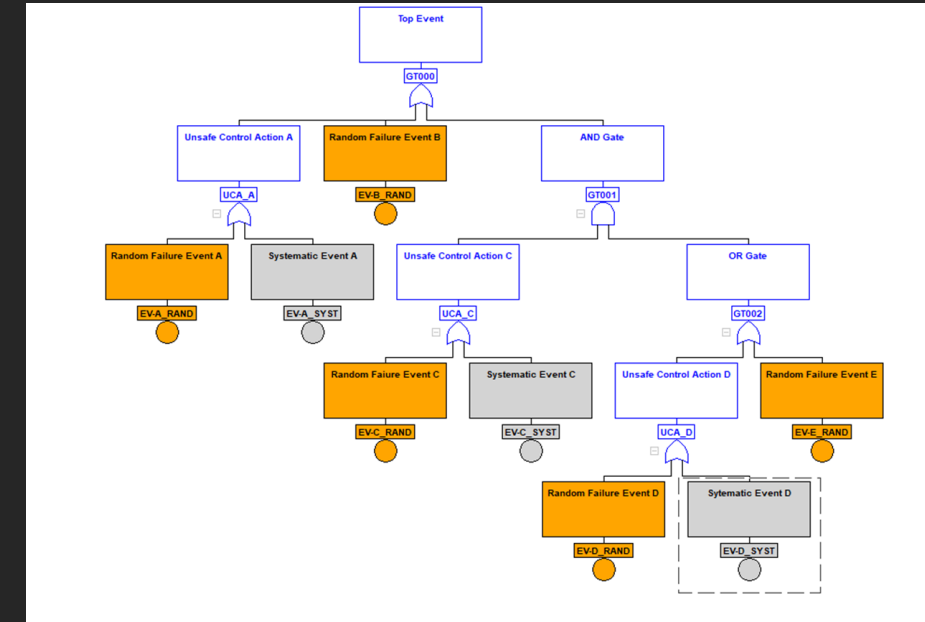 Top Event
GT000
Unsafe Control Action A
Random Failure Event B
AND Gate
UCA_A
EV-B_RAND
GT001
Random Failure Event A
Systematic Event A
Unsafe Control Action C
OR Gate
EV-A_RAND
EV-A_SYST
UCA_C
GT002
Random Faiure Event C
Systematic Event C
Unsafe Control Action D
Random Failure Event E
EV-C_RAND
EV-C_SYST
UCA_D
EV-E_RAND
Random Failure Event D
Sytematic Event D
EV-D_RAND
EV-D_SYST